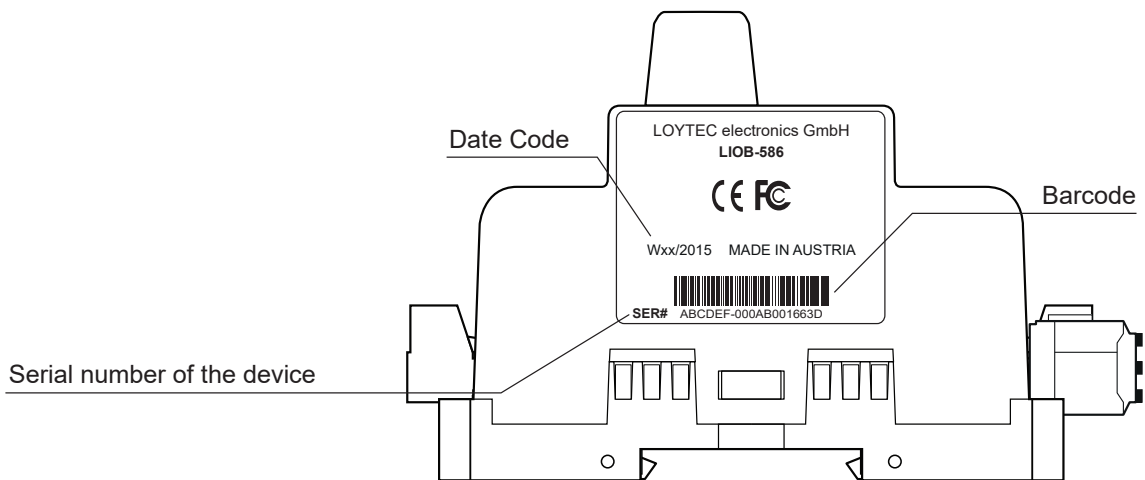 LOYTEC electronics GmbH
LIOB-586
Date Code
CE FC
Barcode
Wxx/2015 MADE IN AUSTRIA
SER# ABCDEF-000AB001663D
Serial number of the device